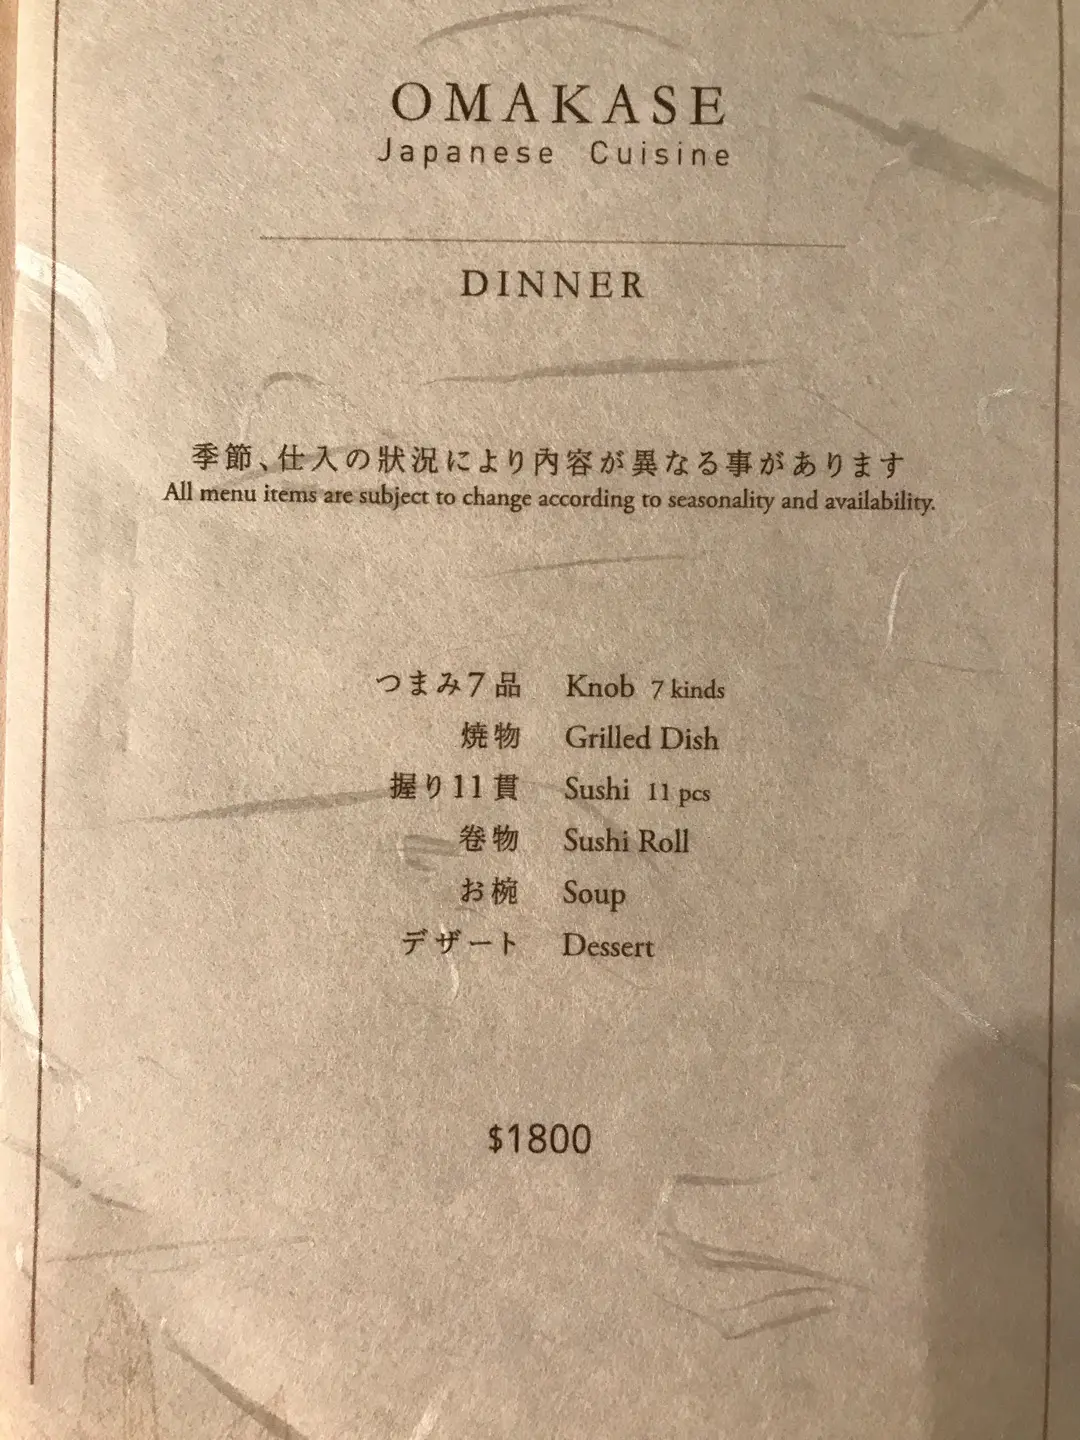 OMAKASE
Japanese Cuisine
DINNER
季節、仕入の狀況により內容が異なる事があります
All menu items are subject to change according to seasonality and availability.
つまみ7品 Knob 7 kinds
焼物 Grilled Dish
握り11貫 Sushi 11 pcs
卷物 Sushi Roll
お椀 Soup
デザート Dessert
$1800